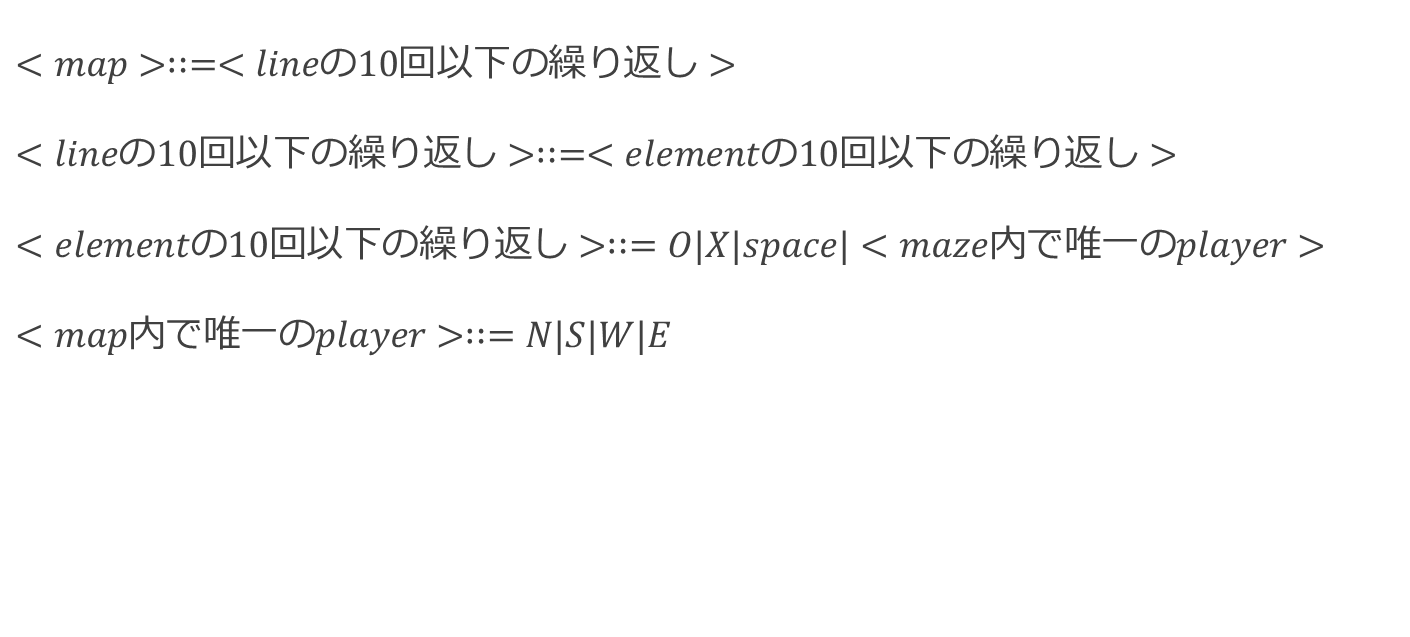 < map >::=< lineの10回以下の繰り返し >
< lineの10回以下の繰り返し >::=< elementの10回以下の繰り返し >
< elementの10回以下の繰り返し >::= O|X|space| < maze内で唯一のplayer >
< map内で唯一のplayer >::= N|S|W|E